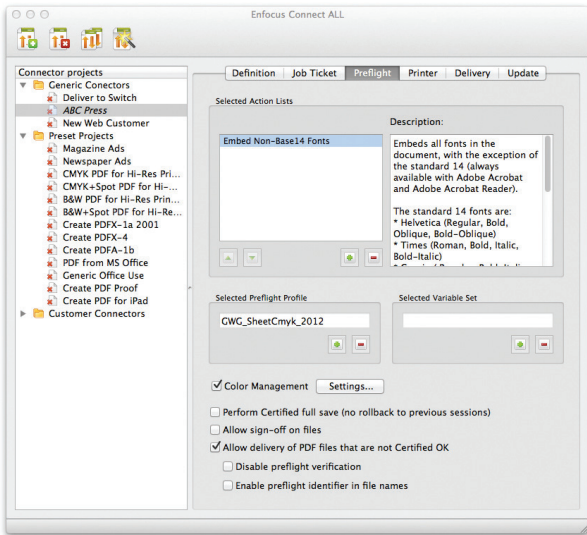 Enfocus Connect ALL
Connector projects
Generic Conectors
Deliver to Switch
ABC Press
New Web Customer
Preset Projects
Magazine Ads
Newspaper Ads
CMYK PDF for Hi-Res Pri...
CMYK+Spot PDF for Hi-...
B&W PDF for Hi-Res Prin...
B&W+Spot PDF for Hi-Re...
Create PDFX-1a 2001
Create PDFX-4
Create PDFA-1b
PDF from MS Office
Generic Office Use
Create PDF Proof
Create PDF for iPad
Customer Connectors
Definition Job Ticket Preflight Printer Delivery Update
Selected Action Lists
Embed Non-Base14 Fonts
Description:
Embeds all fonts in the
document, with the exception of
the standard 14 (always
available with Adobe Acrobat
and Adobe Acrobat Reader).
The standard 14 fonts are:
* Helvetica (Regular, Bold,
Oblique, Bold-Oblique)
* Times (Roman, Bold, Italic,
Bold-Italic)
Selected Preflight Profile
GWG_SheetCmyk_2012
Selected Variable Set
Color Management Settings...
Perform Certified full save (no rollback to previous sessions)
Allow sign-off on files
Allow delivery of PDF files that are not Certified OK
Disable preflight verification
Enable preflight identifier in file names